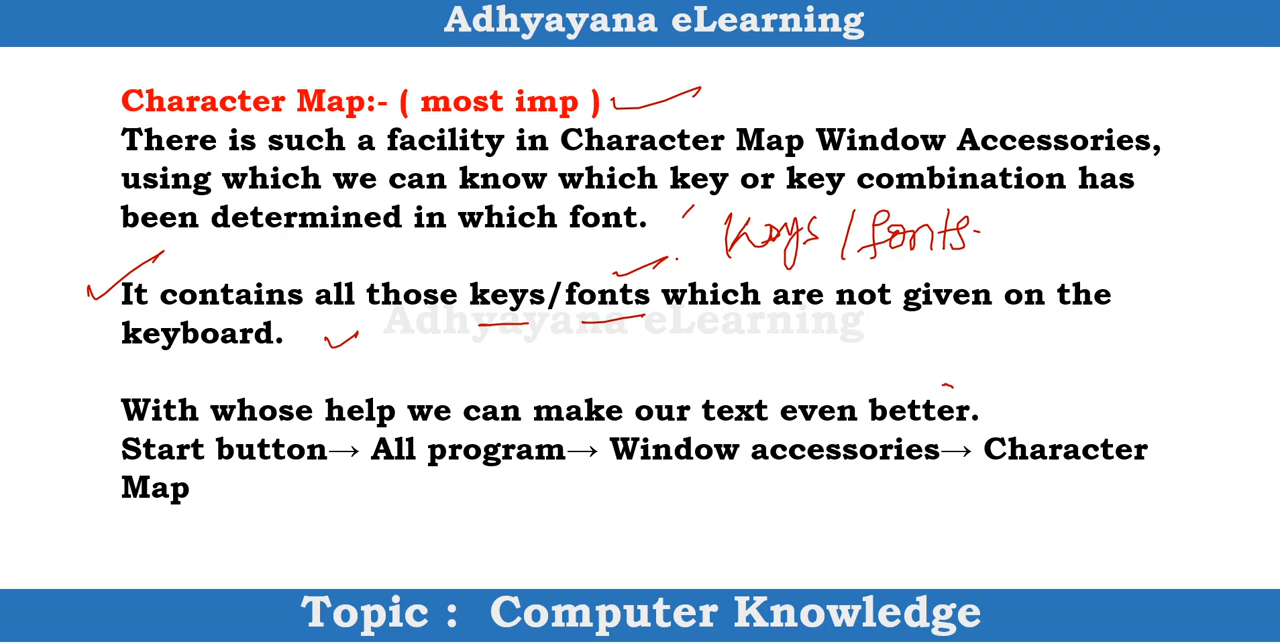 Adhyayana eLearning
Character Map:- ( most imp )
There is such a facility in Character Map Window Accessories,
using which we can know which key or key combination has
been determined in which font.
Keys / fonts.
It contains all those keys/fonts which are not given on the
Adhyayana eLearning
keyboard.
With whose help we can make our text even better.
Start button→ All program→ Window accessories→ Character
Map
Topic : Computer Knowledge